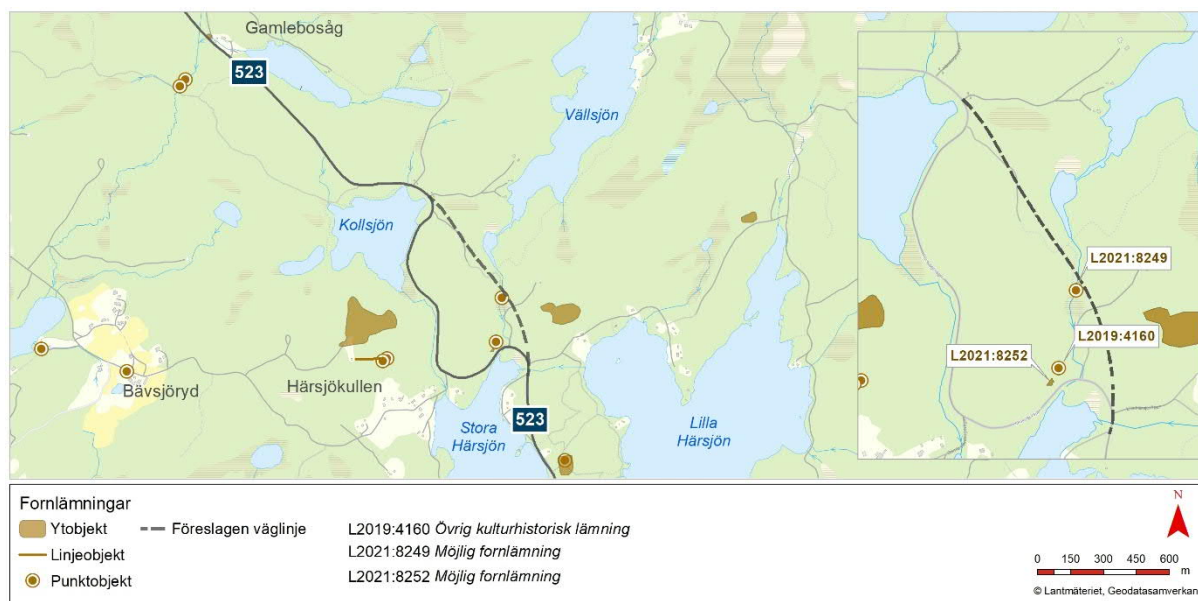 Gamlebosåg
523
Vällsjön
Kollsjön
L2021:8249
L2019:4160
L2021:8252
Bävsjöryd
Härsjökullen
Stora
Härsjön
523
Lilla
Härsjön
Fornlämningar
Ytobjekt
Föreslagen väglinje
Linjeobjekt
Punktobjekt
L2019:4160 Övrig kulturhistorisk lämning
L2021:8249 Möjlig fornlämning
L2021:8252 Möjlig fornlämning
N
0 150 300 450 600
m
© Lantmäteriet, Geodatasamverkan